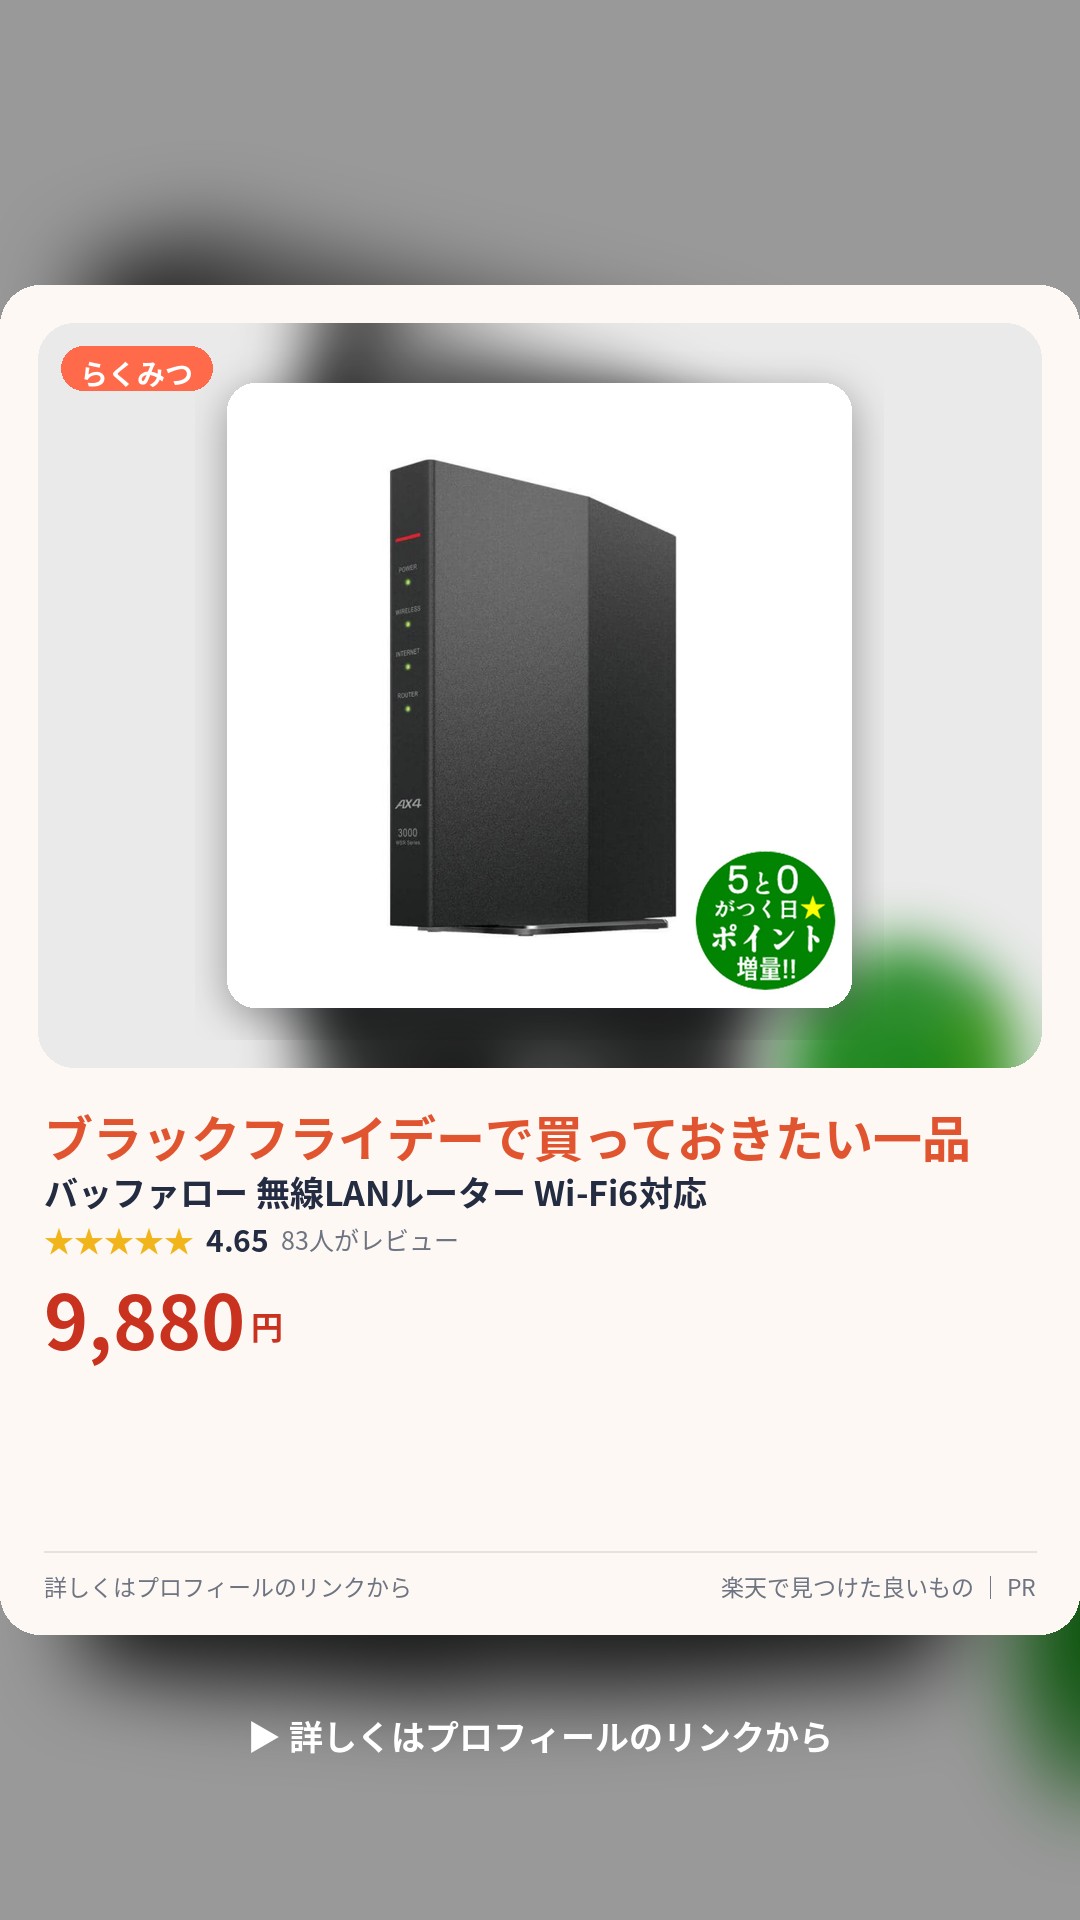 らくみつ
POWER
WIRELESS
INTERNET
ROUTER
AX4
3000
WSR Series
5と0
がつく日★
ポイント
増量!!
ブラックフライデーで買っておきたい一品
バッファロー 無線LANルーター Wi-Fi6対応
★★★★★ 4.65 83人がレビュー
9,880円
詳しくはプロフィールのリンクから
楽天で見つけた良いもの｜PR
▶ 詳しくはプロフィールのリンクから